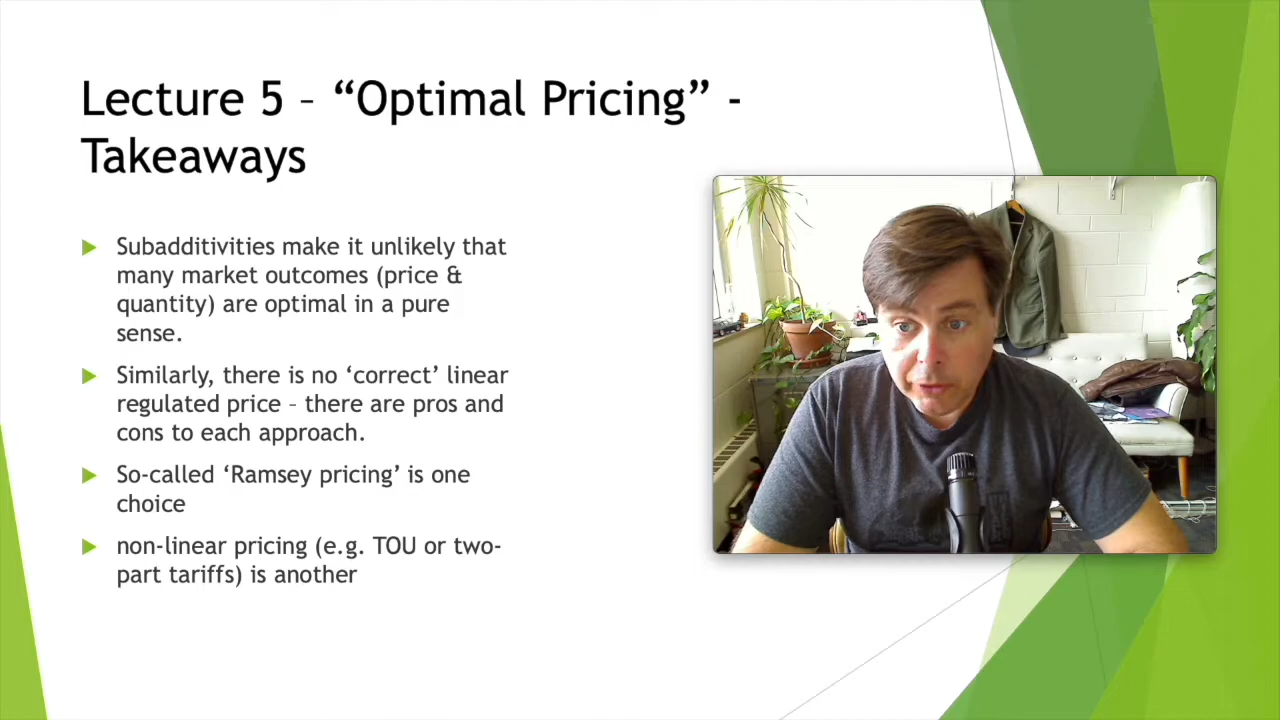 Lecture 5 – “Optimal Pricing” -
Takeaways
Subadditivities make it unlikely that
many market outcomes (price &
quantity) are optimal in a pure
sense.
Similarly, there is no ‘correct’ linear
regulated price – there are pros and
cons to each approach.
So-called ‘Ramsey pricing’ is one
choice
non-linear pricing (e.g. TOU or two-
part tariffs) is another